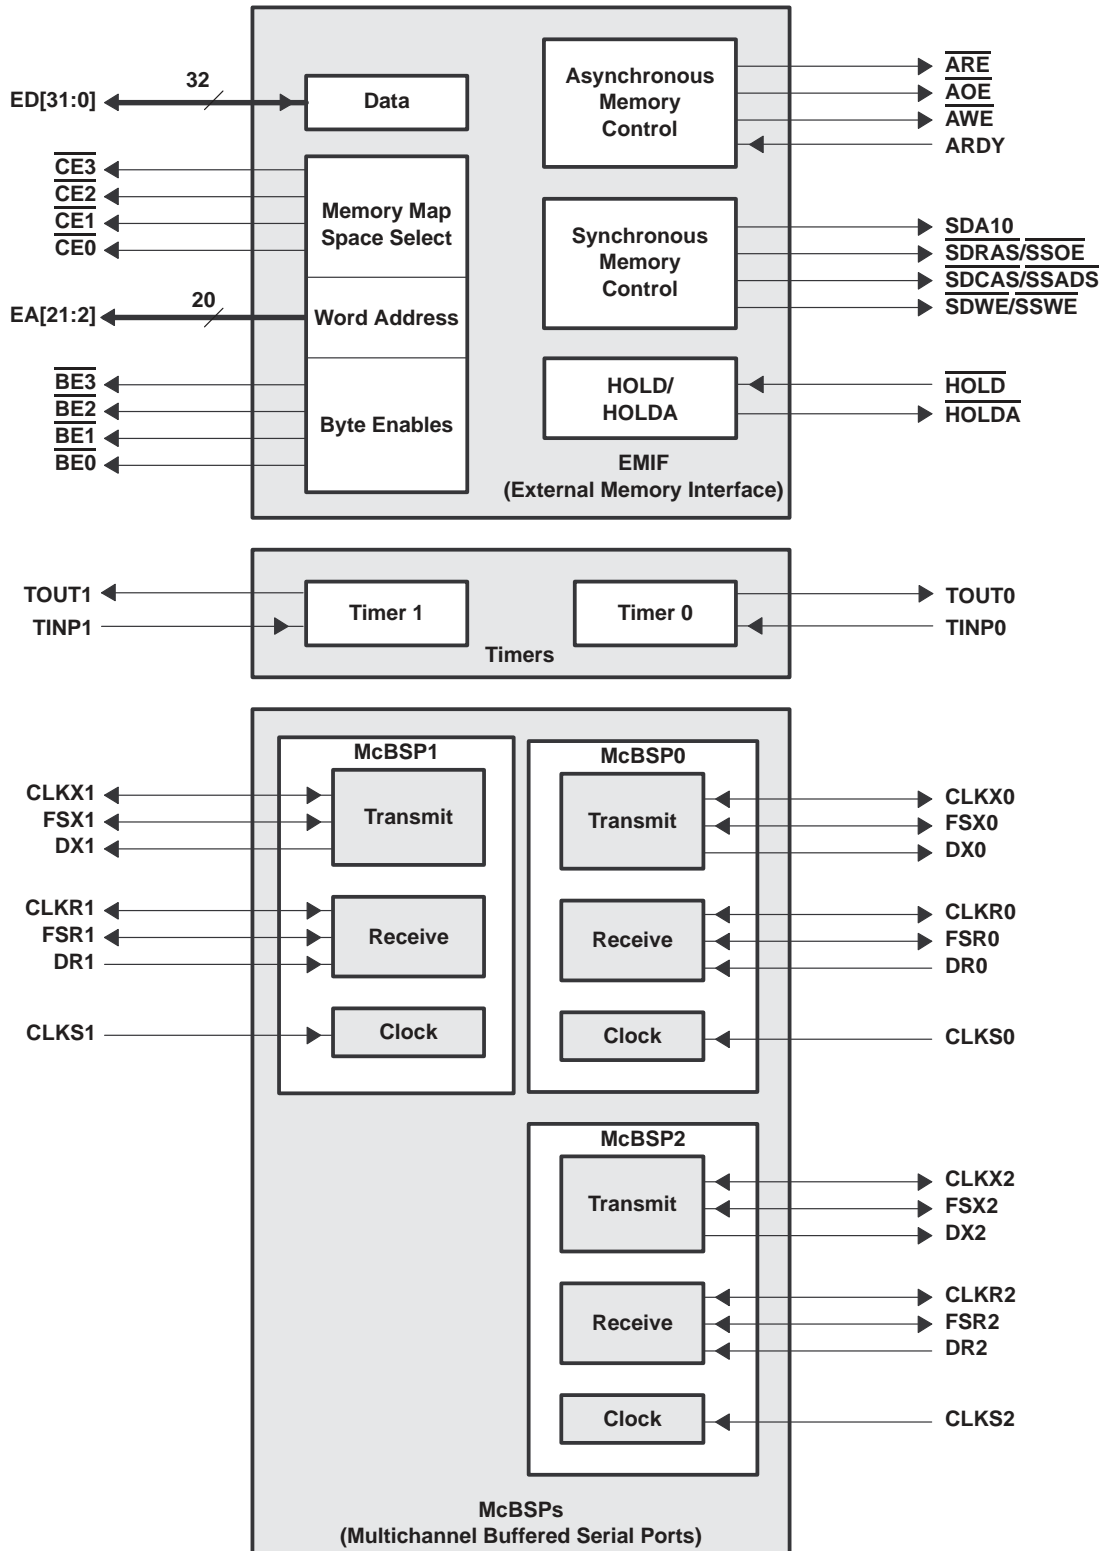 32
ED[31:0]
Data
CE3
CE2
CE1
CE0
Memory Map
Space Select
20
EA[21:2]
Word Address
BE3
BE2
BE1
BE0
Byte Enables
Asynchronous
Memory
Control
ARE
AOE
AWE
ARDY
Synchronous
Memory
Control
SDA10
SDRAS/SSOE
SDCAS/SSADS
SDWE/SSWE
HOLD/
HOLDA
HOLD
HOLDA
EMIF
(External Memory Interface)
TOUT1
TINP1
Timer 1
Timer 0
TOUT0
TINP0
Timers
McBSP1
CLKX1
FSX1
DX1
Transmit
CLKR1
FSR1
DR1
Receive
CLKS1
Clock
McBSP0
Transmit
CLKX0
FSX0
DX0
Receive
CLKR0
FSR0
DR0
Clock
CLKS0
McBSP2
Transmit
CLKX2
FSX2
DX2
Receive
CLKR2
FSR2
DR2
Clock
CLKS2
McBSPs
(Multichannel Buffered Serial Ports)